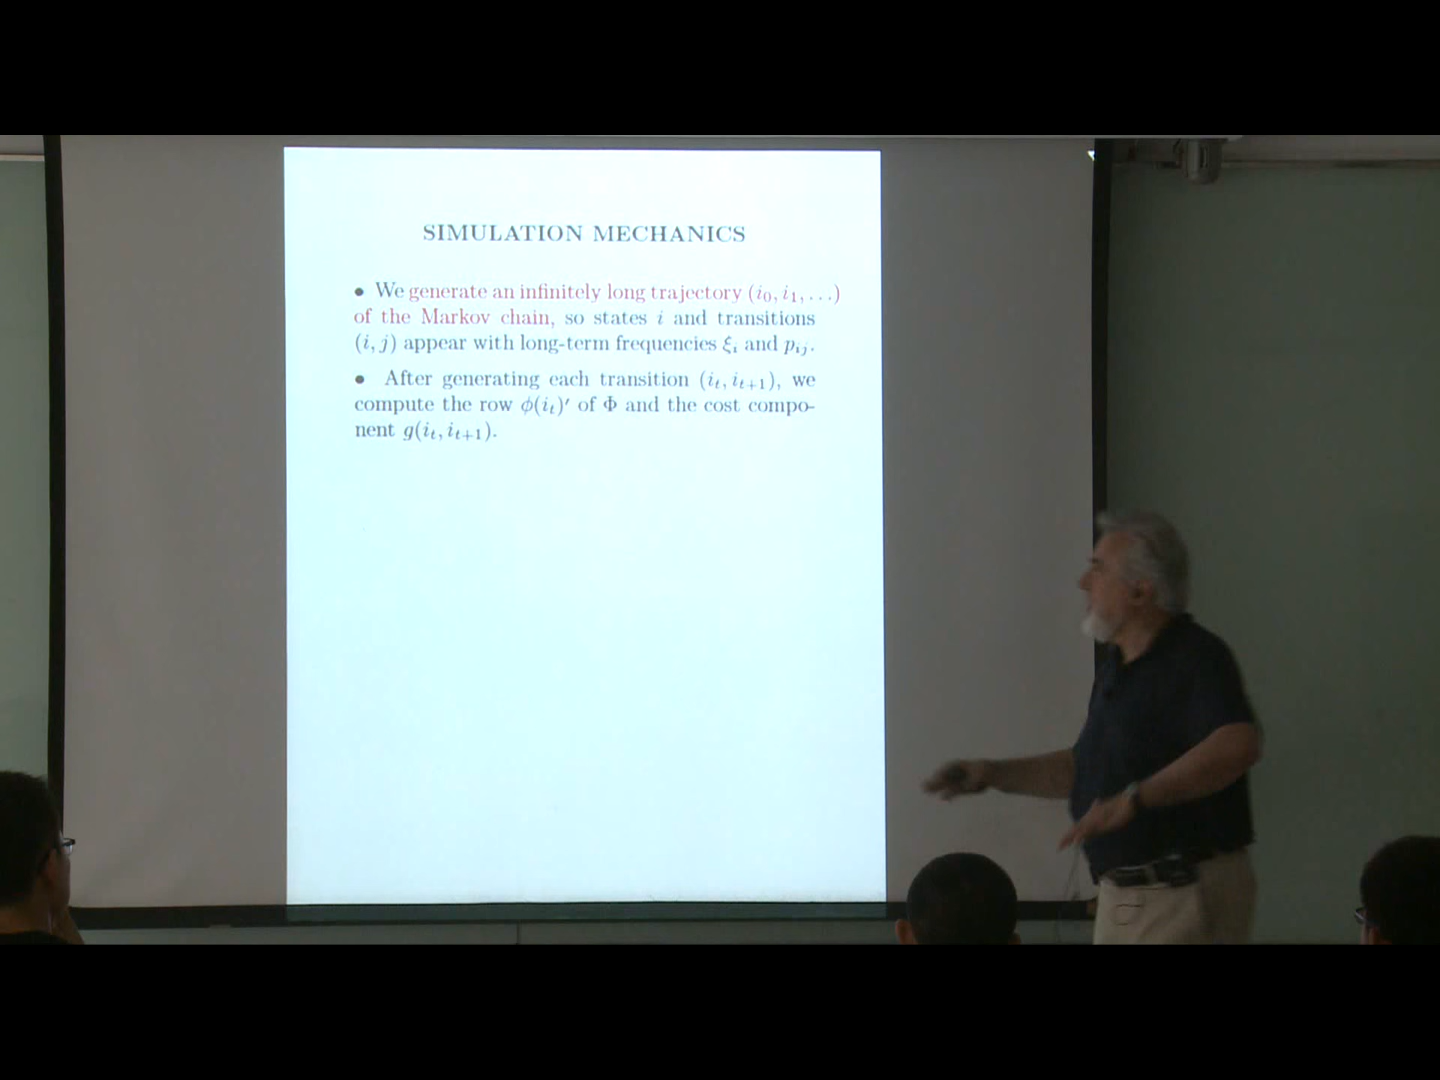 SIMULATION MECHANICS
• We generate an infinitely long trajectory (i₀, i₁, . . .)
of the Markov chain, so states i and transitions
(i, j) appear with long-term frequencies ξᵢ and pᵢⱼ.
• After generating each transition (iₜ, iₜ₊₁), we
compute the row ϕ(iₜ)′ of Φ and the cost compo-
nent g(iₜ, iₜ₊₁).